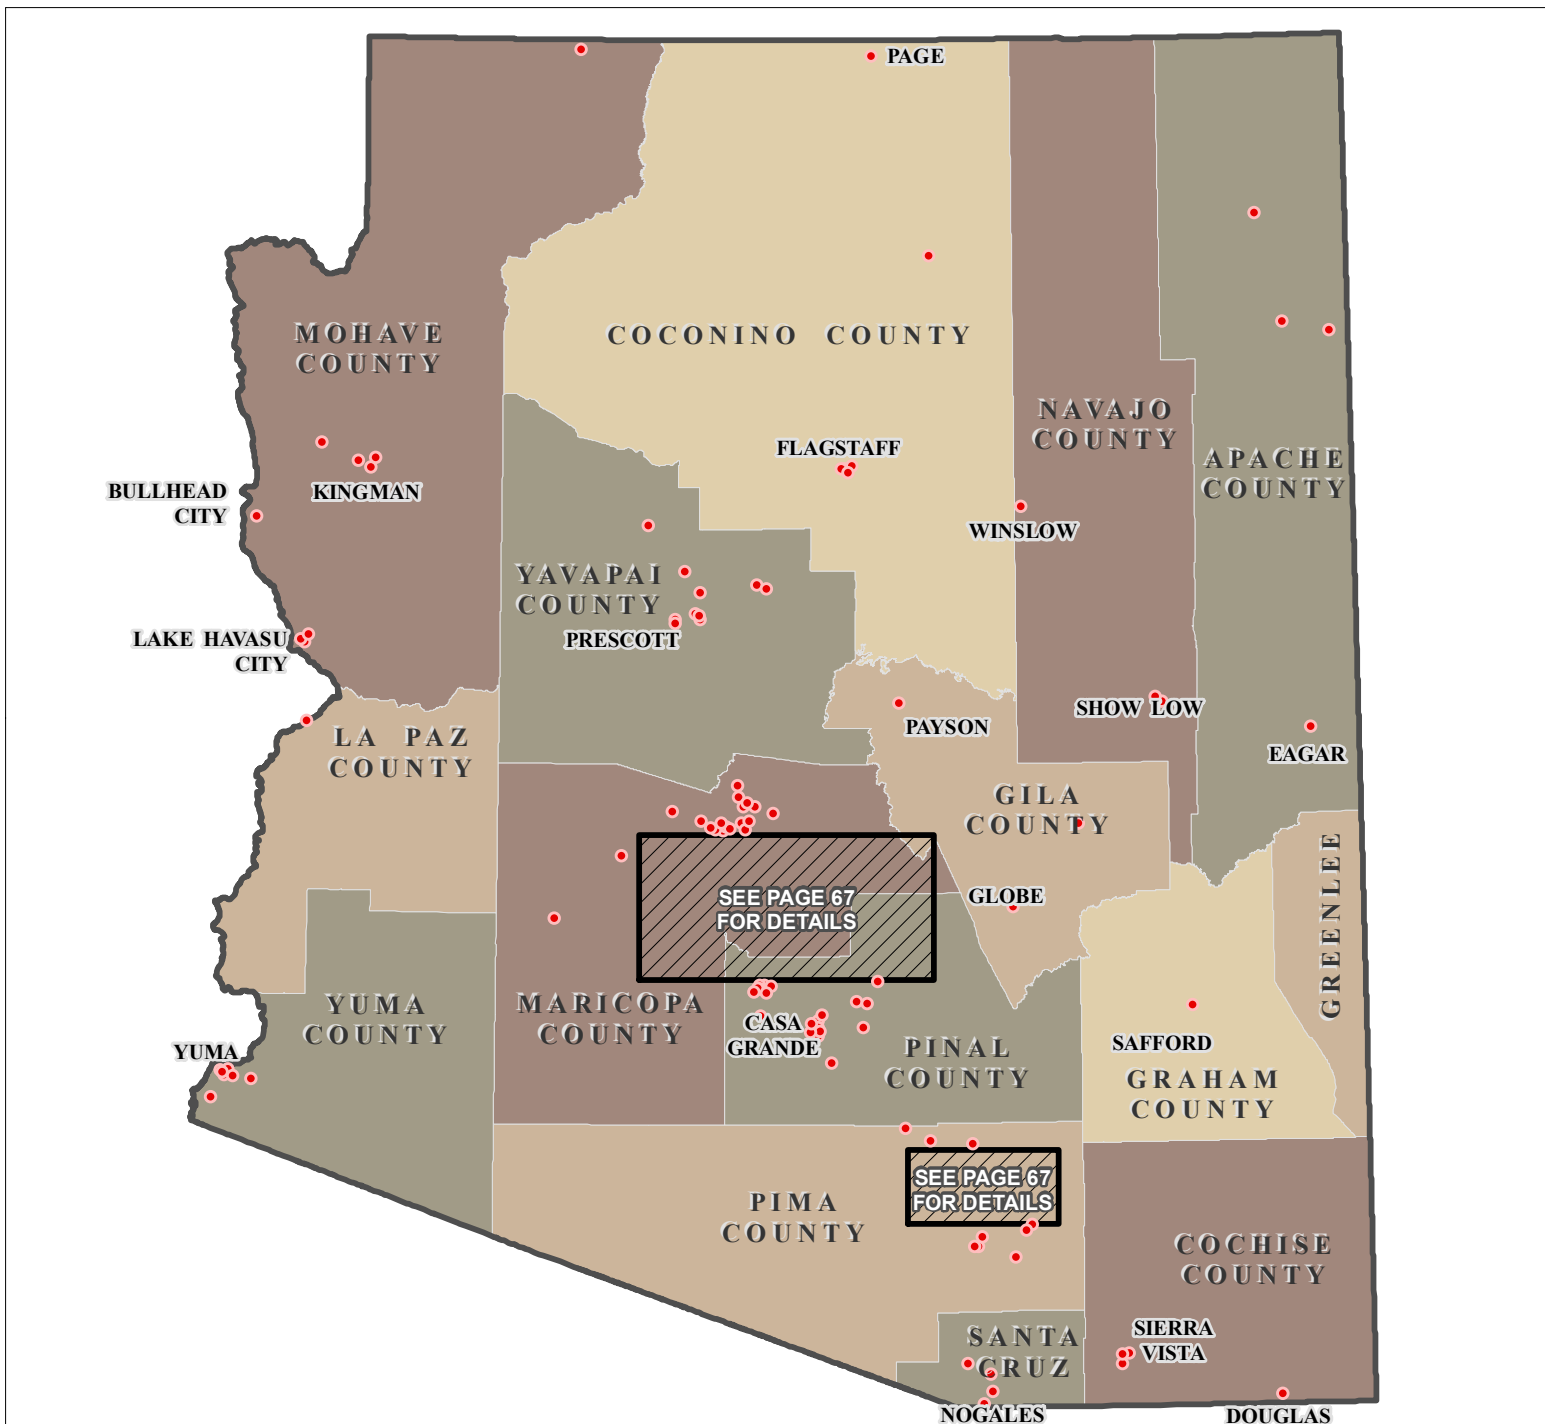 PAGE
MOHAVE
COUNTY
COCONINO COUNTY
NAVAJO
COUNTY
FLAGSTAFF
APACHE
COUNTY
BULLHEAD
CITY
KINGMAN
WINSLOW
YAVAPAI
COUNTY
PRESCOTT
LAKE HAVASU
CITY
SHOW LOW
PAYSON
LA PAZ
COUNTY
EAGAR
GILA
COUNTY
GREENLEE
SEE PAGE 67
FOR DETAILS
GLOBE
YUMA
COUNTY
MARICOPA
COUNTY
CASA
GRANDE
YUMA
PINAL
COUNTY
SAFFORD
GRAHAM
COUNTY
SEE PAGE 67
FOR DETAILS
PIMA
COUNTY
COCHISE
COUNTY
SANTA
CRUZ
SIERRA
VISTA
NOGALES
DOUGLAS